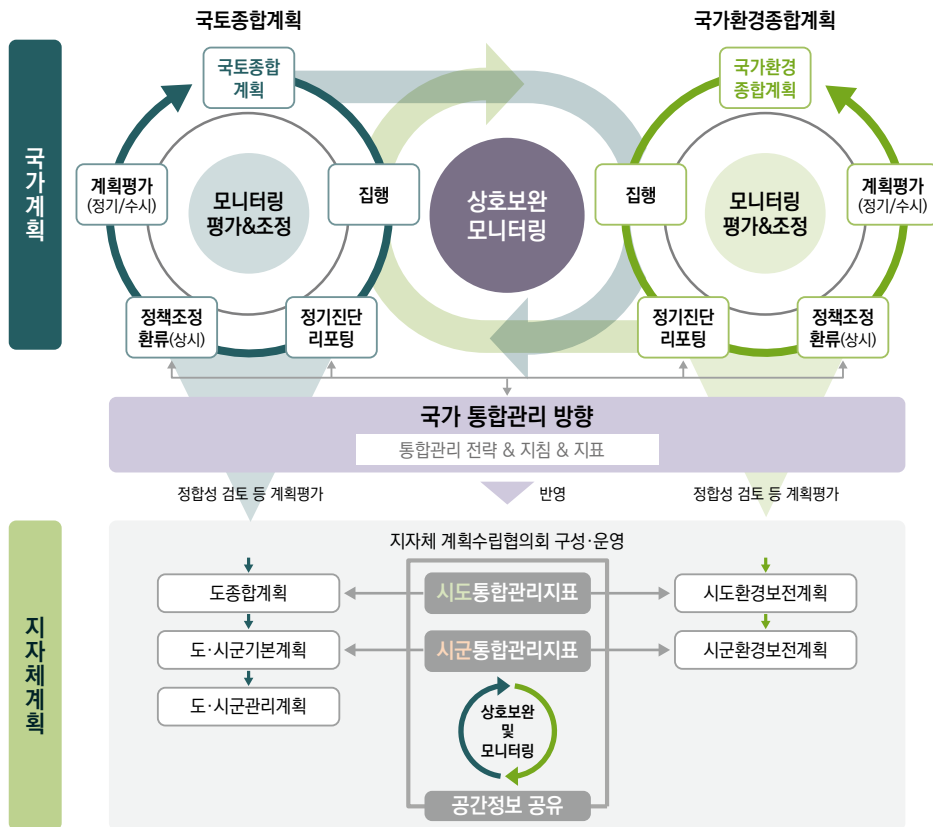 국토종합계획
국가환경종합계획
국가계획
국토종합
계획
계획평가
(정기/수시)
모니터링
평가&조정
집행
정책조정
환류(상시)
정기진단
리포팅
상호보완
모니터링
국가환경
종합계획
집행
모니터링
평가&조정
계획평가
(정기/수시)
정기진단
리포팅
정책조정
환류(상시)
국가 통합관리 방향
통합관리 전략 & 지침 & 지표
정합성 검토 등 계획평가
반영
정합성 검토 등 계획평가
지자체계획
지자체 계획수립협의회 구성·운영
도종합계획
시도통합관리지표
시도환경보전계획
도·시군기본계획
시군통합관리지표
시군환경보전계획
도·시군관리계획
상호보완
및
모니터링
공간정보 공유